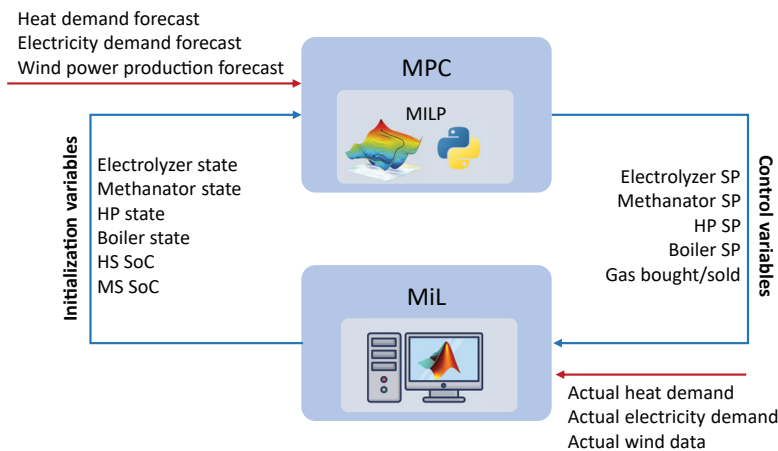 Heat demand forecast
Electricity demand forecast
Wind power production forecast
MPC
MILP
Initialization variables
Electrolyzer state
Methanator state
HP state
Boiler state
HS SoC
MS SoC
Electrolyzer SP
Methanator SP
HP SP
Boiler SP
Gas bought/sold
Control variables
MiL
Actual heat demand
Actual electricity demand
Actual wind data